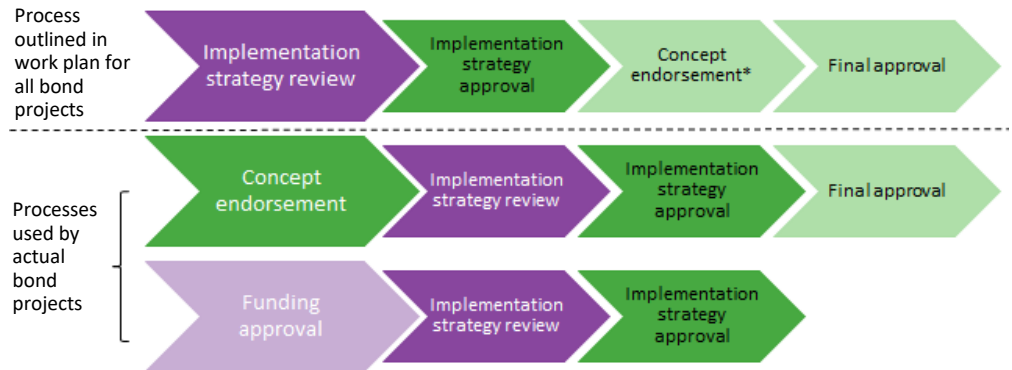 Process
outlined in
work plan for
all bond
projects
Implementation
strategy review
Implementation
strategy
approval
Concept
endorsement*
Final approval
Processes
used by
actual
bond
projects
Concept
endorsement
Implementation
strategy review
Implementation
strategy
approval
Final approval
Funding
approval
Implementation
strategy review
Implementation
strategy
approval